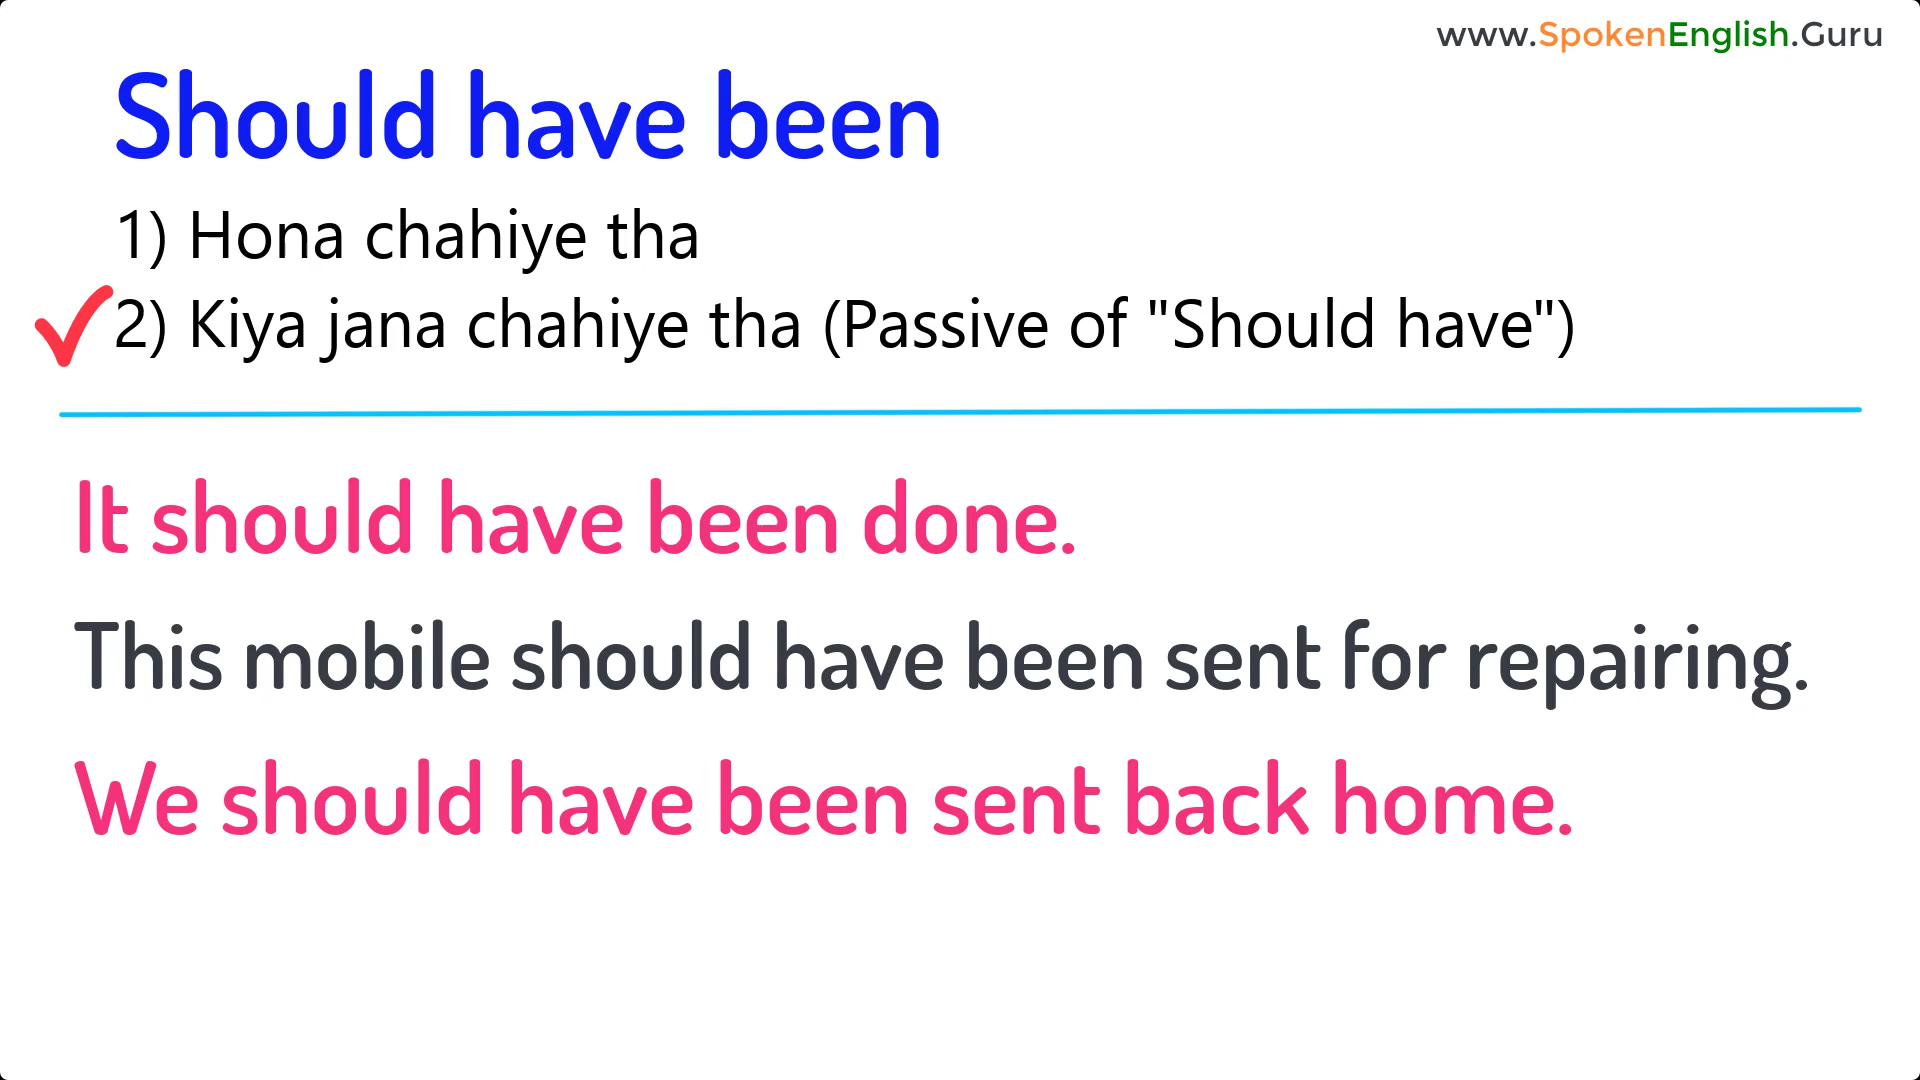 www.SpokenEnglish.Guru
Should have been
1) Hona chahiye tha
2) Kiya jana chahiye tha (Passive of "Should have")
It should have been done.
This mobile should have been sent for repairing.
We should have been sent back home.